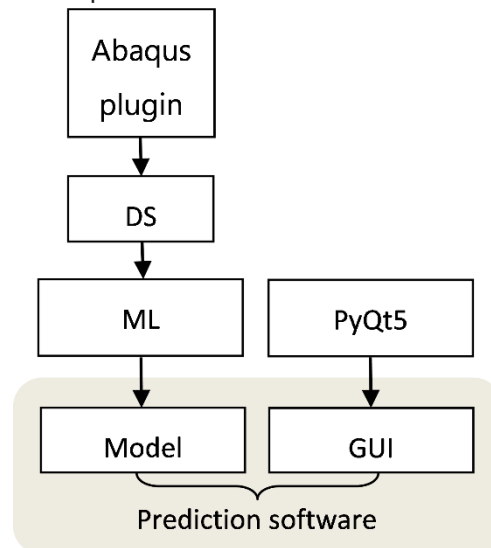 Abaqus
plugin
DS
ML
PyQt5
Model
GUI
Prediction software